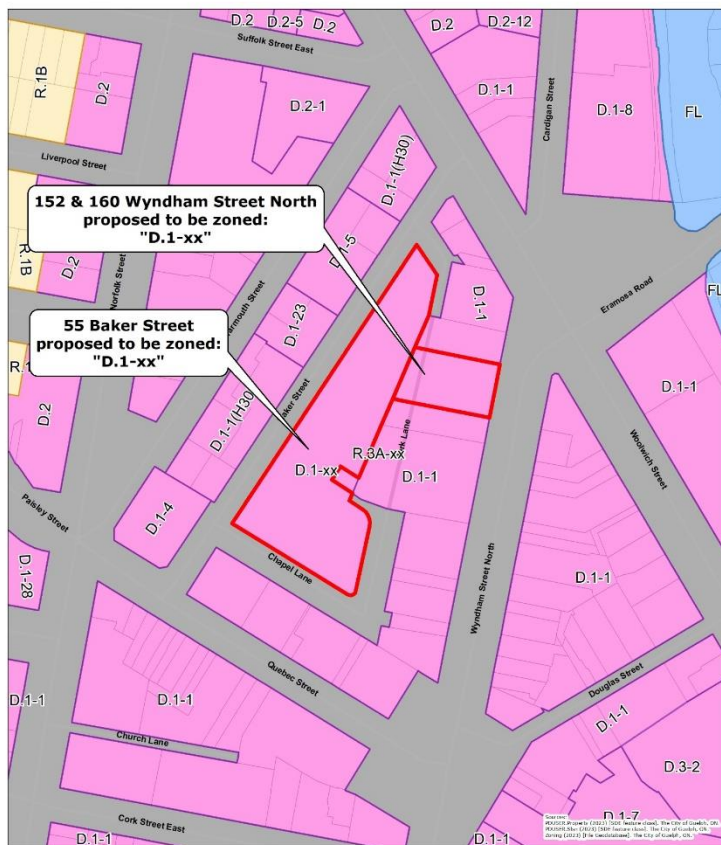 D.2
D.2-5
D.2
D.2
D.2-12
Suffolk Street East
R.1B
D.2
D.2-1
D.1-1
Cardigan Street
D.1-8
FL
Liverpool Street
D.1-1(H30)
152 & 160 Wyndham Street North
proposed to be zoned:
"D.1-xx"
R.1B
D.2
Norfolk Street
D.1-5
D.1-1
Eramosa Road
FL
55 Baker Street
proposed to be zoned:
"D.1-xx"
D.1-23
D.2
D.1-1(H30
D.1-xx
R.3A-xx
D.1-1
D.1-1
Woolwich Street
Paisley Street
D.1-4
D.1-28
Chapel Lane
Wyndham Street North
D.1-1
Quebec Street
Douglas Street
D.1-1
D.1-1
D.1-1
Church Lane
D.3-2
Cork Street East
D.1-1
D.1-1
D.1-7